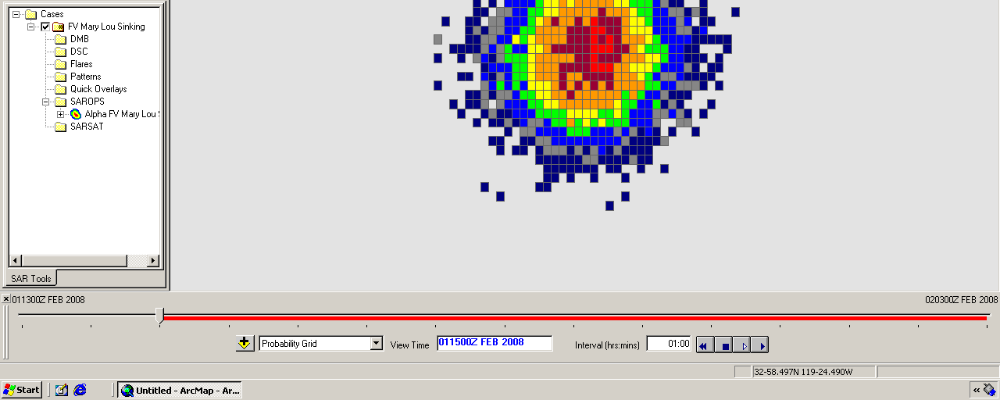 Cases
FV Mary Lou Sinking
DMB
DSC
Flares
Patterns
Quick Overlays
SAROPS
Alpha FV Mary Lou S
SARSAT
SAR Tools
011300Z FEB 2008
020300Z FEB 2008
Probability Grid
View Time
011500Z FEB 2008
Interval (hrs:mins)
01:00
32-58.497N 119-24.490W
Start
Untitled - ArcMap - Ar...